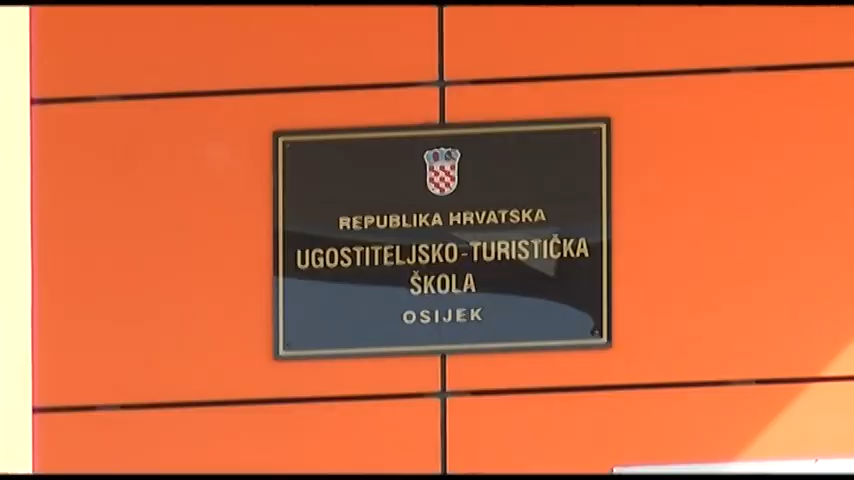 REPUBLIKA HRVATSKA
UGOSTITELJSKO-TURISTIČKA
ŠKOLA
OSIJEK